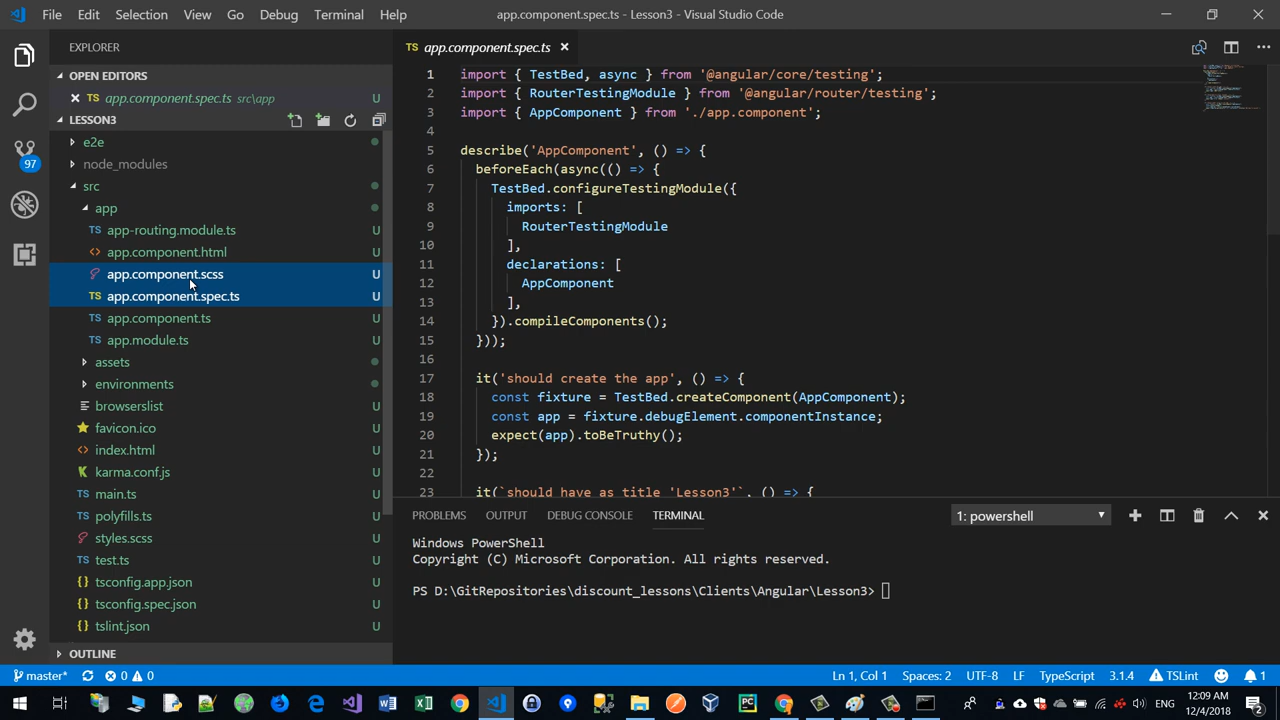 File Edit Selection View Go Debug Terminal Help
app.component.spec.ts - Lesson3 - Visual Studio Code
EXPLORER
OPEN EDITORS
TS app.component.spec.ts src\app U
LESSON3
e2e
node_modules
src
app
TS app-routing.module.ts U
<> app.component.html U
app.component.scss U
TS app.component.spec.ts U
TS app.component.ts U
TS app.module.ts U
assets
environments
browserslist U
favicon.ico U
<> index.html U
karma.conf.js U
TS main.ts U
TS polyfills.ts U
styles.scss U
TS test.ts U
{} tsconfig.app.json U
{} tsconfig.spec.json U
{} tslint.json U
OUTLINE
97
TS app.component.spec.ts
1 import { TestBed, async } from '@angular/core/testing';
2 import { RouterTestingModule } from '@angular/router/testing';
3 import { AppComponent } from './app.component';
4
5 describe('AppComponent', () => {
6 beforeEach(async(() => {
7 TestBed.configureTestingModule({
8 imports: [
9 RouterTestingModule
10 ],
11 declarations: [
12 AppComponent
13 ],
14 }).compileComponents();
15 }));
16
17 it('should create the app', () => {
18 const fixture = TestBed.createComponent(AppComponent);
19 const app = fixture.debugElement.componentInstance;
20 expect(app).toBeTruthy();
21 });
22
23 it(`should have as title 'Lesson3'`, () => {
PROBLEMS OUTPUT DEBUG CONSOLE TERMINAL 1: powershell
Windows PowerShell
Copyright (C) Microsoft Corporation. All rights reserved.
PS D:\GitRepositories\discount_lessons\Clients\Angular\Lesson3>
master* 0 0 Ln 1, Col 1 Spaces: 2 UTF-8 LF TypeScript 3.1.4 TSLint 1
ENG
12:09 AM
12/4/2018
2